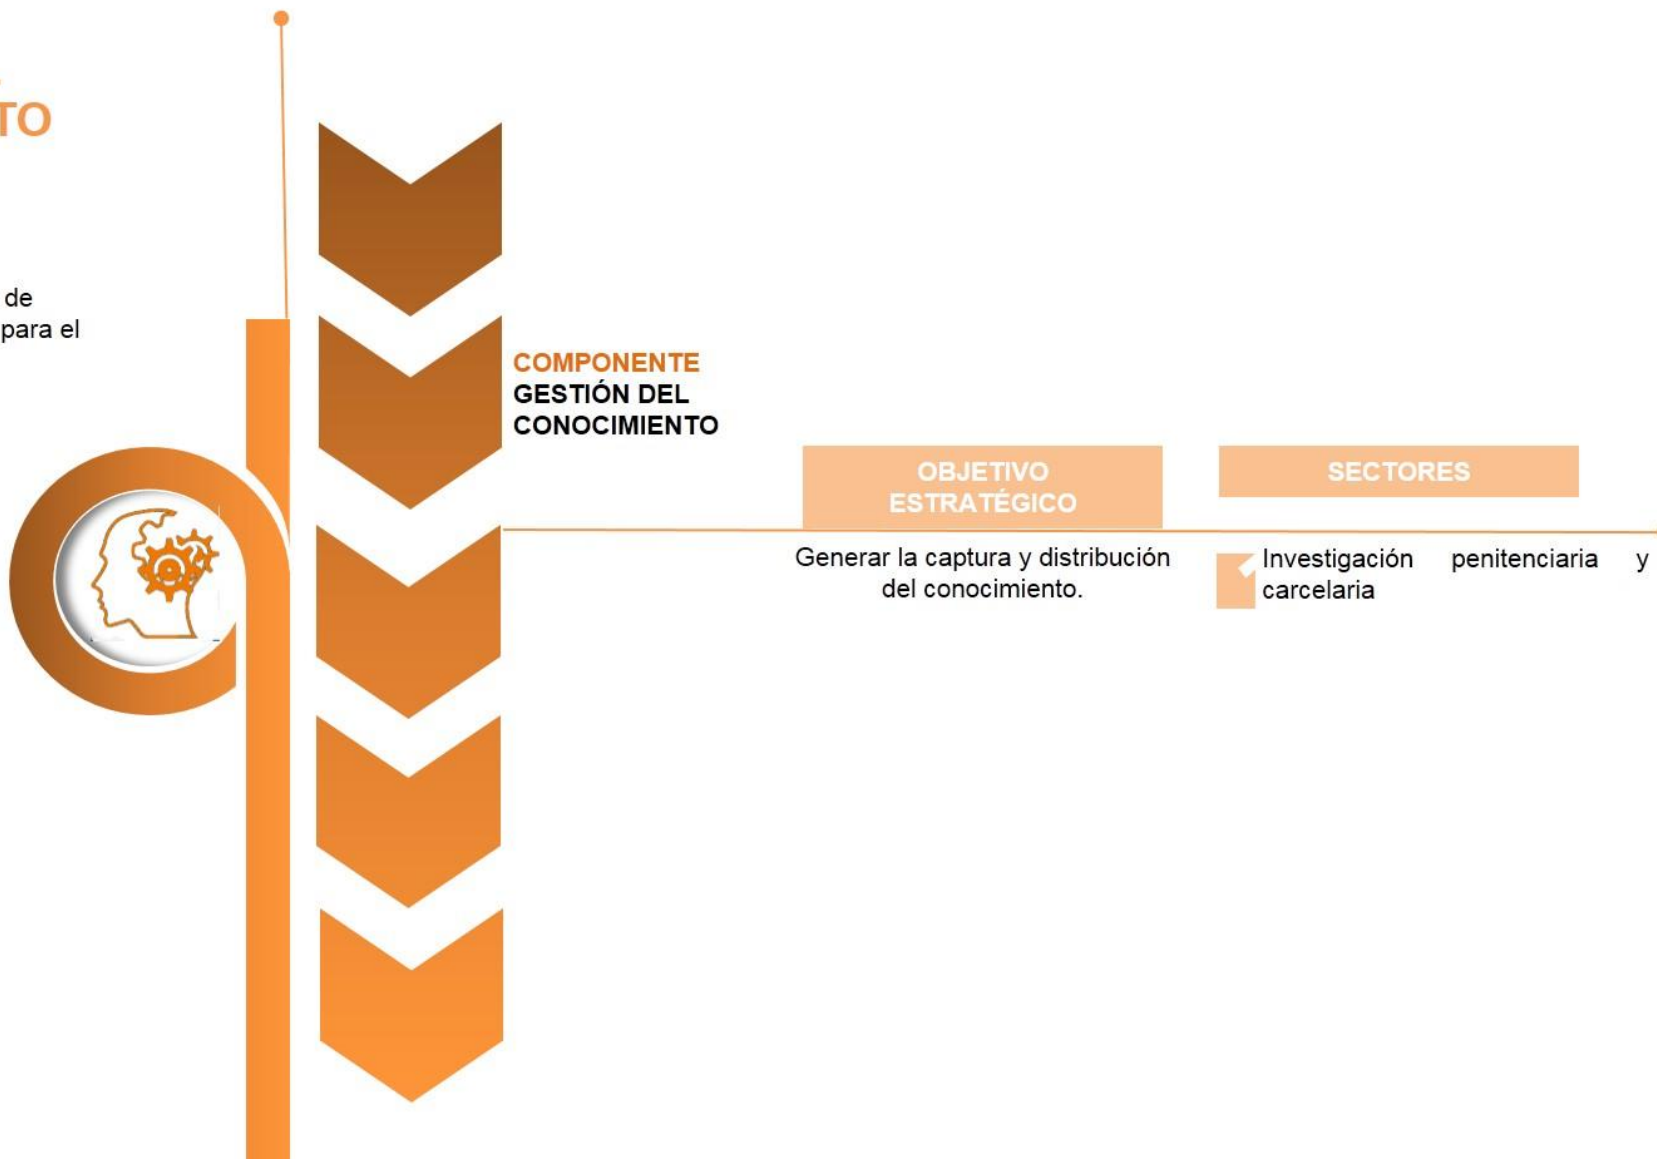 TO
de
para el
COMPONENTE
GESTIÓN DEL
CONOCIMIENTO
OBJETIVO
ESTRATÉGICO
SECTORES
Generar la captura y distribución
del conocimiento.
Investigación penitenciaria y
carcelaria